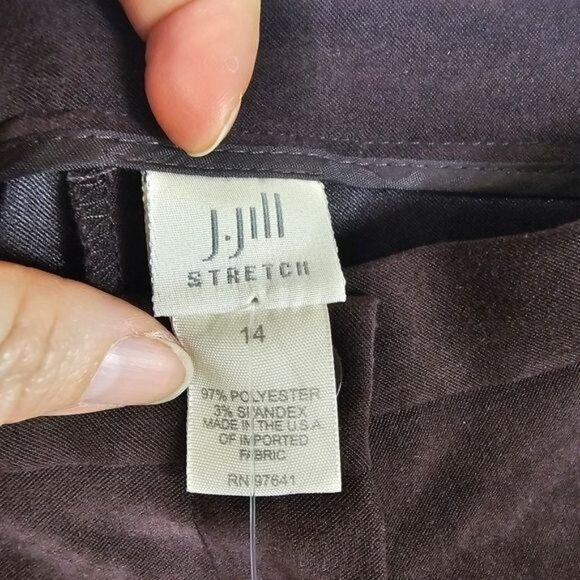 J.Jill
STRETCH
14
97% POLYESTER
3% SPANDEX
MADE IN THE U.S.A.
OF IMPORTED
FABRIC
RN 97641